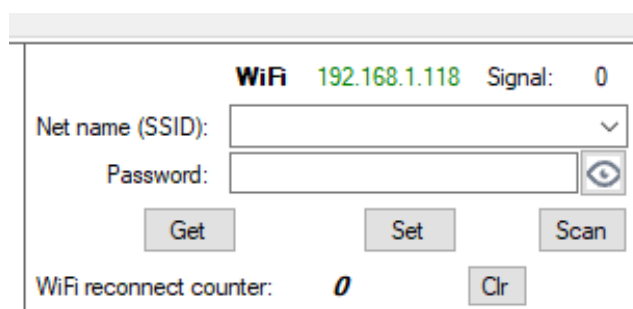 WiFi 192.168.1.118 Signal: 0
Net name (SSID):
Password:
Get Set Scan
WiFi reconnect counter: 0 Clr